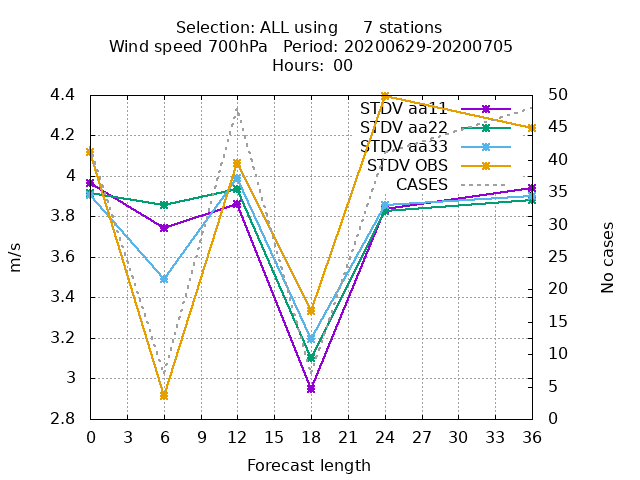 Selection: ALL using     7 stations
Wind speed 700hPa   Period: 20200629-20200705
Hours:  00
STDV aa11
STDV aa22
STDV aa33
STDV OBS
CASES
4.4
4.2
4
3.8
3.6
3.4
3.2
3
2.8
m/s
50
45
40
35
30
25
20
15
10
5
0
No cases
0 3 6 9 12 15 18 21 24 27 30 33 36
Forecast length